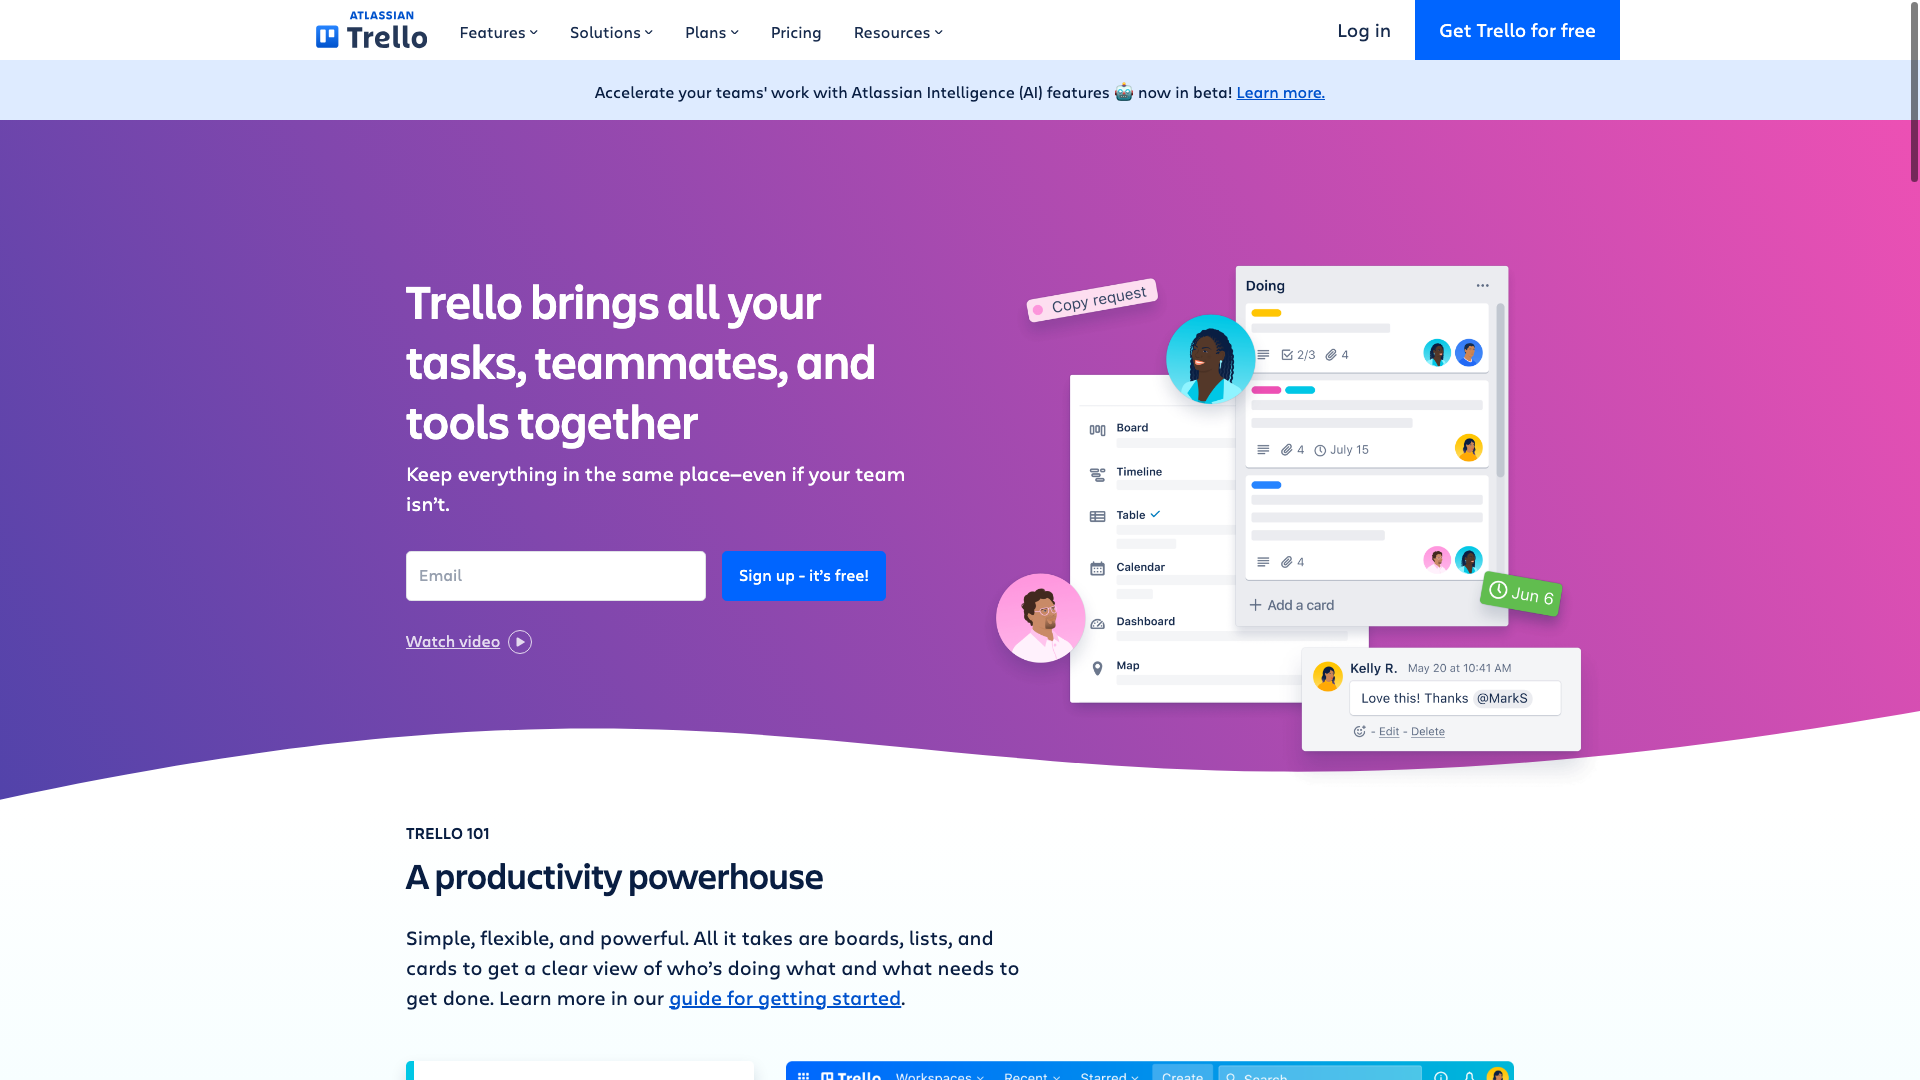 ATLASSIAN
Trello
Features
Solutions
Plans
Pricing
Resources
Log in
Get Trello for free
Accelerate your teams' work with Atlassian Intelligence (AI) features 🤖 now in beta! Learn more.
Trello brings all your
tasks, teammates, and
tools together
Keep everything in the same place—even if your team
isn’t.
Email
Sign up - it’s free!
Watch video
Copy request
Doing
2/3 4
4 July 15
4
Add a card
Jun 6
Board
Timeline
Table
Calendar
Dashboard
Map
Kelly R. May 20 at 10:41 AM
Love this! Thanks @MarkS
- Edit - Delete
TRELLO 101
A productivity powerhouse
Simple, flexible, and powerful. All it takes are boards, lists, and
cards to get a clear view of who’s doing what and what needs to
get done. Learn more in our guide for getting started.
Trello Workspaces Recent Starred Create Search